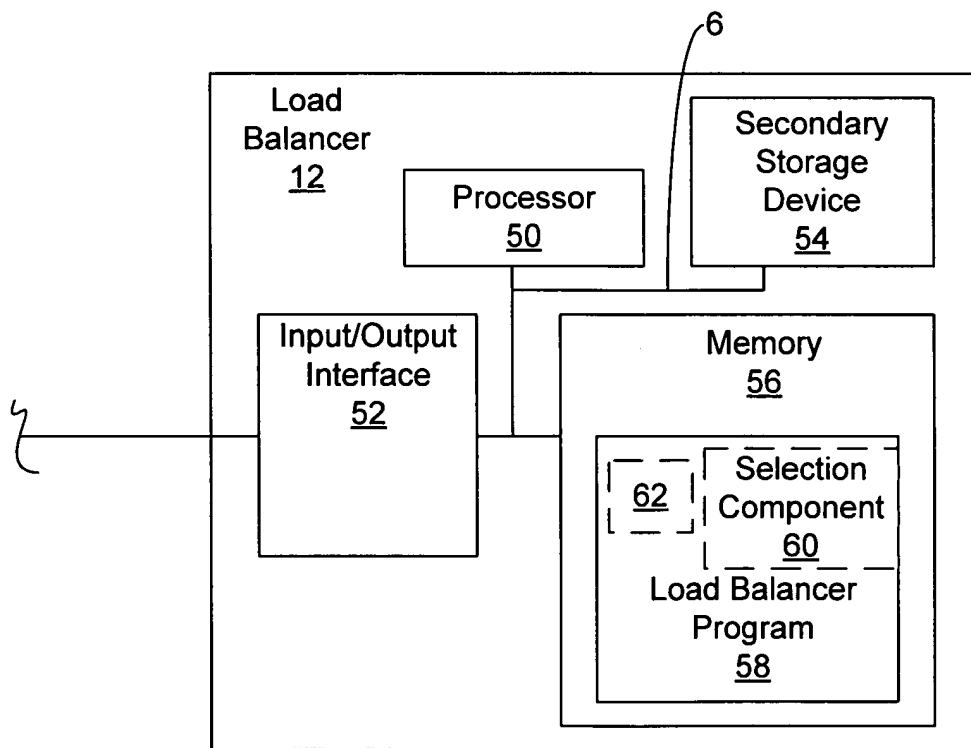 6
Load
Balancer
12
Processor
50
Secondary
Storage
Device
54
Input/Output
Interface
52
Memory
56
62
Selection
Component
60
Load Balancer
Program
58